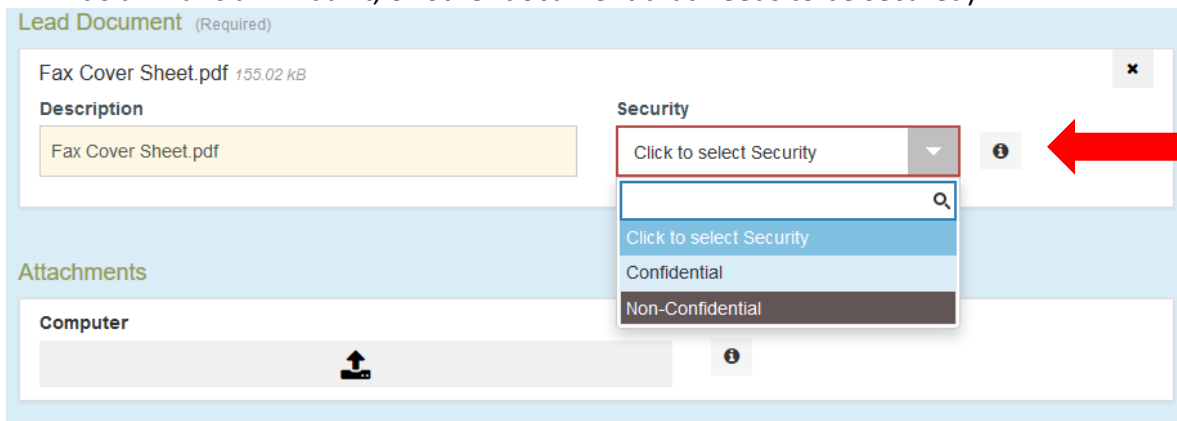 Lead Document (Required)
Fax Cover Sheet.pdf 155.02 kB
Description
Security
Fax Cover Sheet.pdf
Click to select Security
Click to select Security
Confidential
Non-Confidential
Attachments
Computer